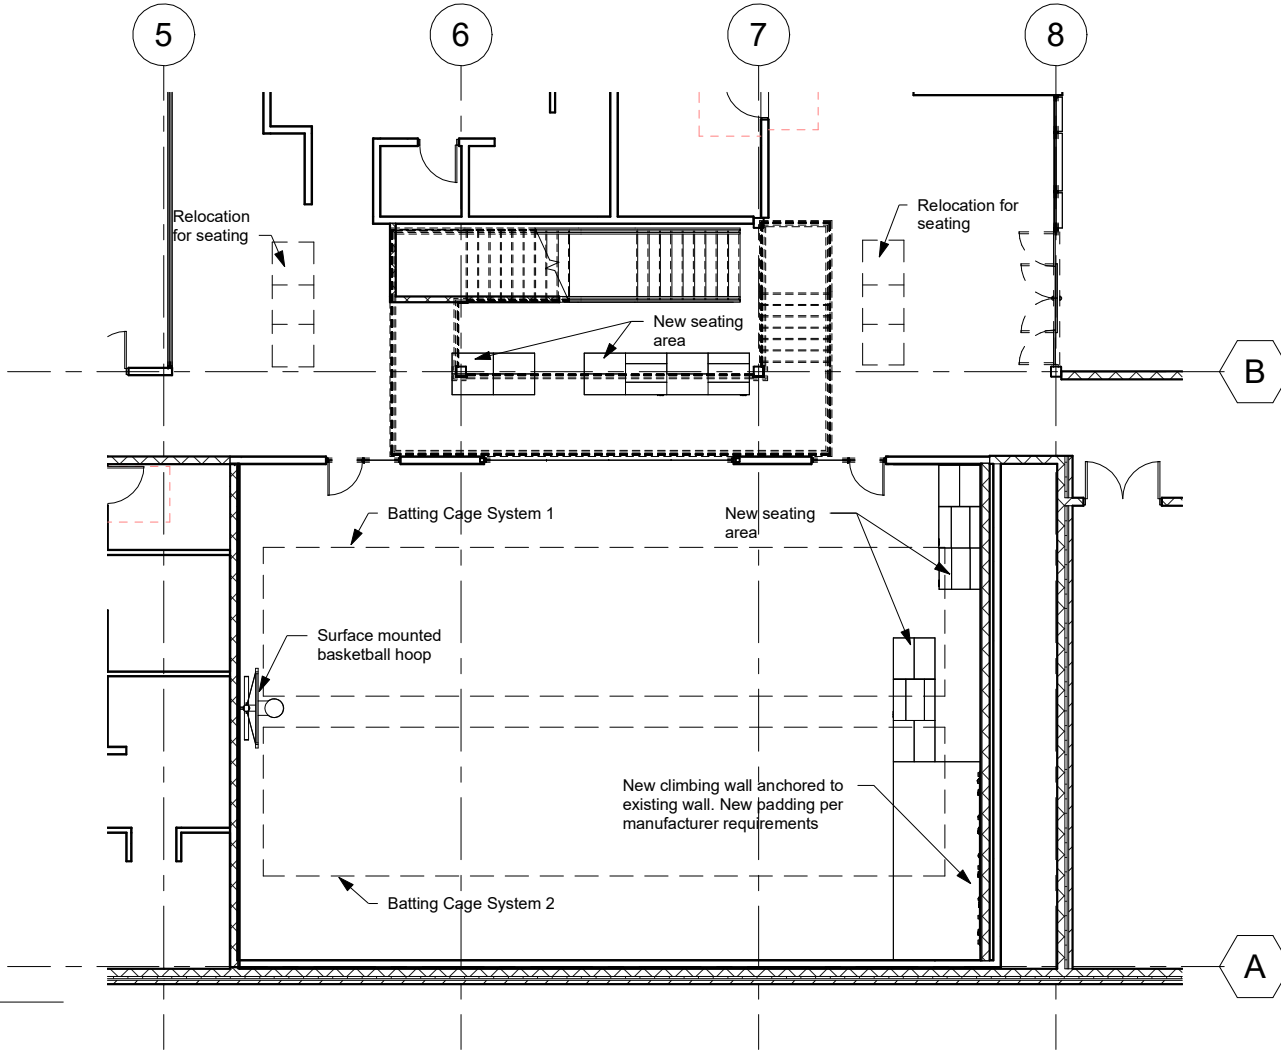 5
6
7
8
Relocation
for seating
Relocation for
seating
New seating
area
B
Batting Cage System 1
New seating
area
Surface mounted
basketball hoop
New climbing wall anchored to
existing wall. New padding per
manufacturer requirements
Batting Cage System 2
A